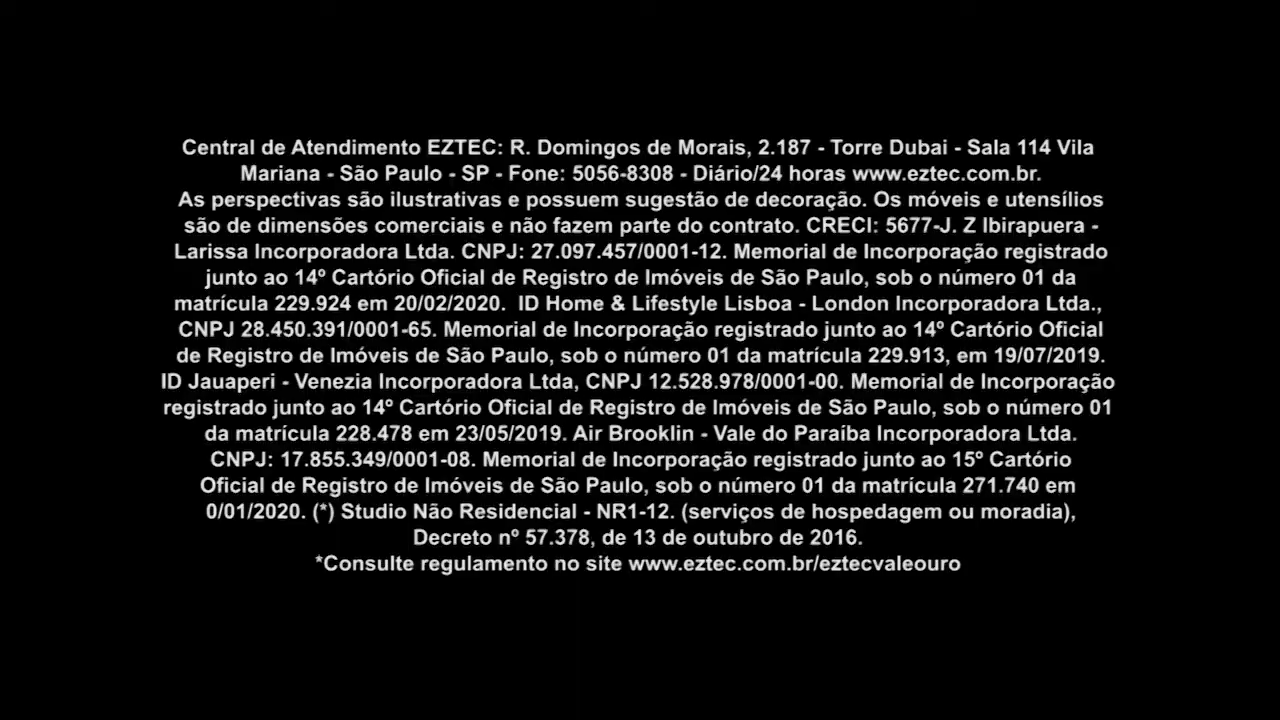 Central de Atendimento EZTEC: R. Domingos de Morais, 2.187 - Torre Dubai - Sala 114 Vila
Mariana - São Paulo - SP - Fone: 5056-8308 - Diário/24 horas www.eztec.com.br.
As perspectivas são ilustrativas e possuem sugestão de decoração. Os móveis e utensílios
são de dimensões comerciais e não fazem parte do contrato. CRECI: 5677-J. Z Ibirapuera -
Larissa Incorporadora Ltda. CNPJ: 27.097.457/0001-12. Memorial de Incorporação registrado
junto ao 14º Cartório Oficial de Registro de Imóveis de São Paulo, sob o número 01 da
matrícula 229.924 em 20/02/2020. ID Home & Lifestyle Lisboa - London Incorporadora Ltda.,
CNPJ 28.450.391/0001-65. Memorial de Incorporação registrado junto ao 14º Cartório Oficial
de Registro de Imóveis de São Paulo, sob o número 01 da matrícula 229.913, em 19/07/2019.
ID Jauaperi - Venezia Incorporadora Ltda, CNPJ 12.528.978/0001-00. Memorial de Incorporação
registrado junto ao 14º Cartório Oficial de Registro de Imóveis de São Paulo, sob o número 01
da matrícula 228.478 em 23/05/2019. Air Brooklin - Vale do Paraíba Incorporadora Ltda.
CNPJ: 17.855.349/0001-08. Memorial de Incorporação registrado junto ao 15º Cartório
Oficial de Registro de Imóveis de São Paulo, sob o número 01 da matrícula 271.740 em
0/01/2020. (*) Studio Não Residencial - NR1-12. (serviços de hospedagem ou moradia),
Decreto nº 57.378, de 13 de outubro de 2016.
*Consulte regulamento no site www.eztec.com.br/eztecvaleouro